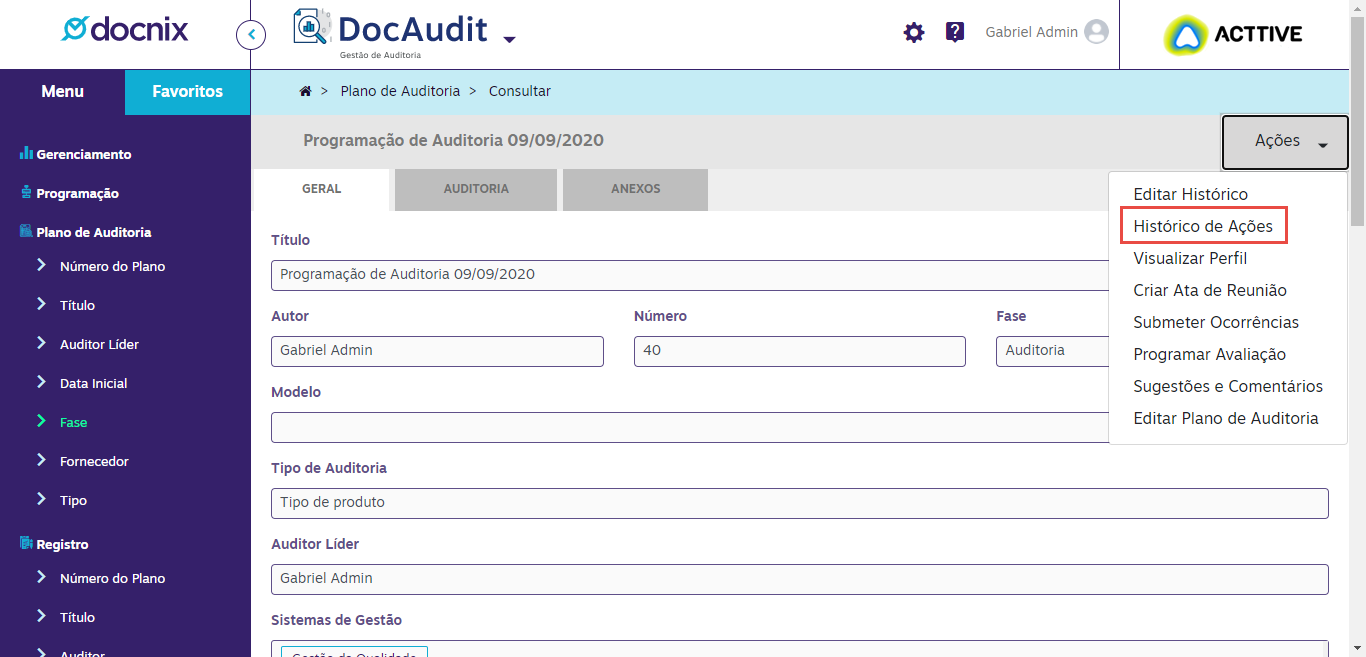 docnix
DocAudit
Gestão de Auditoria
Gabriel Admin
ACTTIVE
Menu
Favoritos
> Plano de Auditoria > Consultar
Programação de Auditoria 09/09/2020
Ações
GERAL
AUDITORIA
ANEXOS
Editar Histórico
Histórico de Ações
Visualizar Perfil
Criar Ata de Reunião
Submeter Ocorrências
Programar Avaliação
Sugestões e Comentários
Editar Plano de Auditoria
Gerenciamento
Programação
Plano de Auditoria
Número do Plano
Título
Auditor Líder
Data Inicial
Fase
Fornecedor
Tipo
Registro
Número do Plano
Título
Auditor
Título
Programação de Auditoria 09/09/2020
Autor
Número
Fase
Gabriel Admin
40
Auditoria
Modelo
Tipo de Auditoria
Tipo de produto
Auditor Líder
Gabriel Admin
Sistemas de Gestão
Gestão da Qualidade